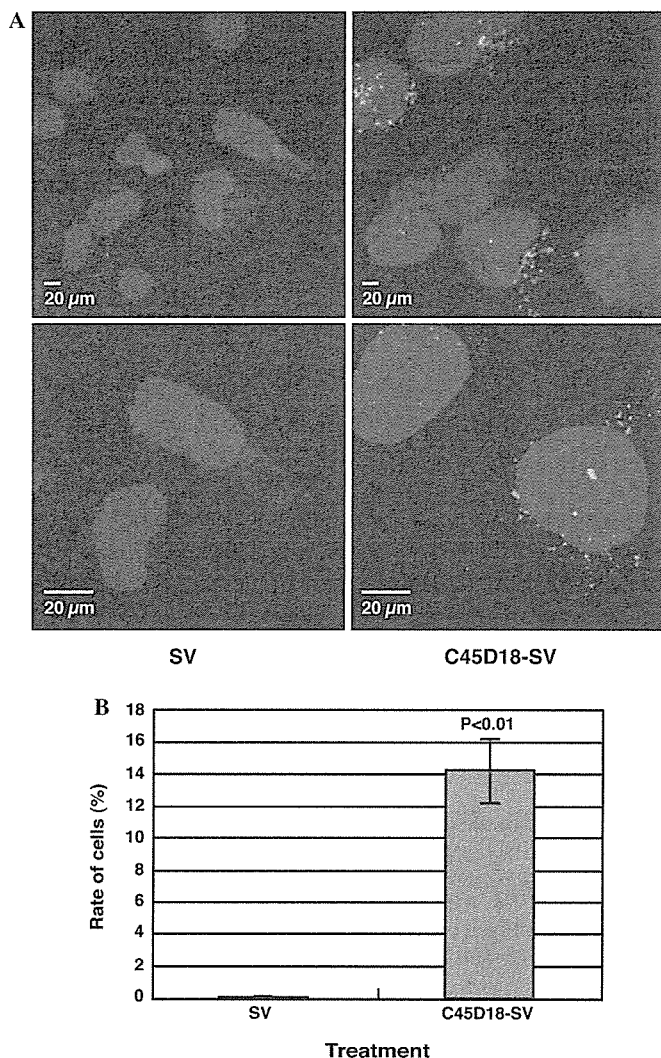 A
20 µm
20 µm
20 µm
20 µm
SV
C45D18-SV
B
18
16
14
12
10
8
6
4
2
0
Rate of cells (%)
P<0.01
SV
C45D18-SV
Treatment